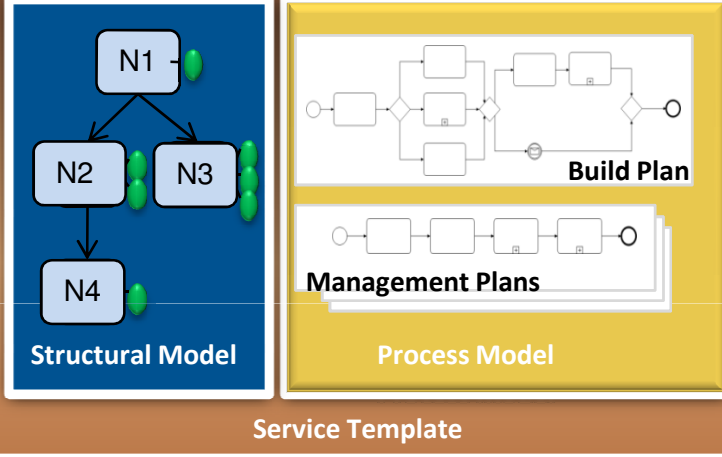 N1
N2
N3
N4
Structural Model
Build Plan
Management Plans
Process Model
Service Template